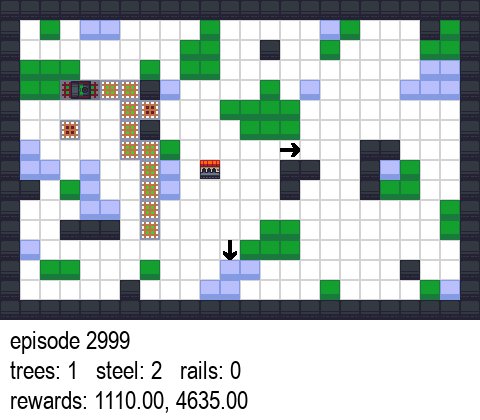 episode 2999
trees: 1 steel: 2 rails: 0
rewards: 1110.00, 4635.00